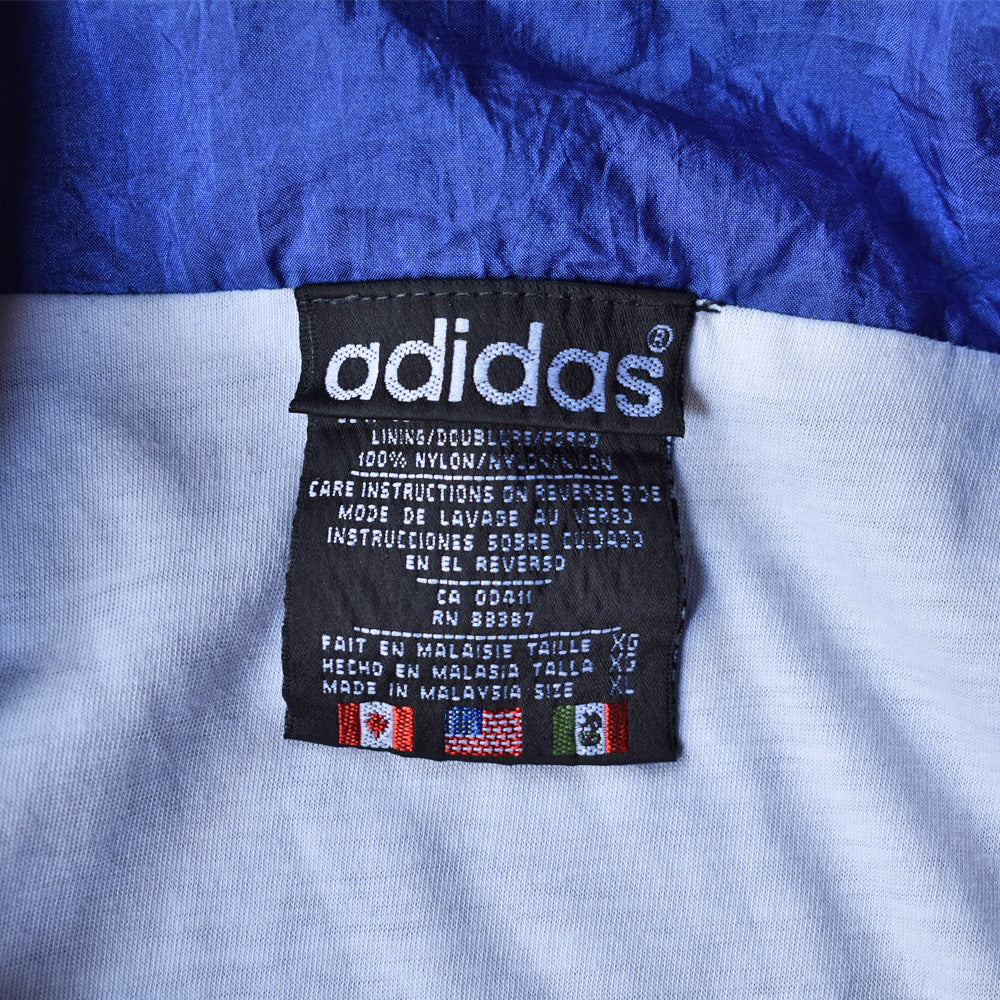 adidas®
LINING/DOUBLURE/FORRO
100% NYLON/NYLON/NILON
CARE INSTRUCTIONS ON REVERSE SIDE
MODE DE LAVAGE AU VERSO
INSTRUCCIONES SOBRE CUIDADO
EN EL REVERSO
CA 00411
RN 88387
FAIT EN MALAISIE TAILLE XG
HECHO EN MALASIA TALLA XG
MADE IN MALAYSIA SIZE XL